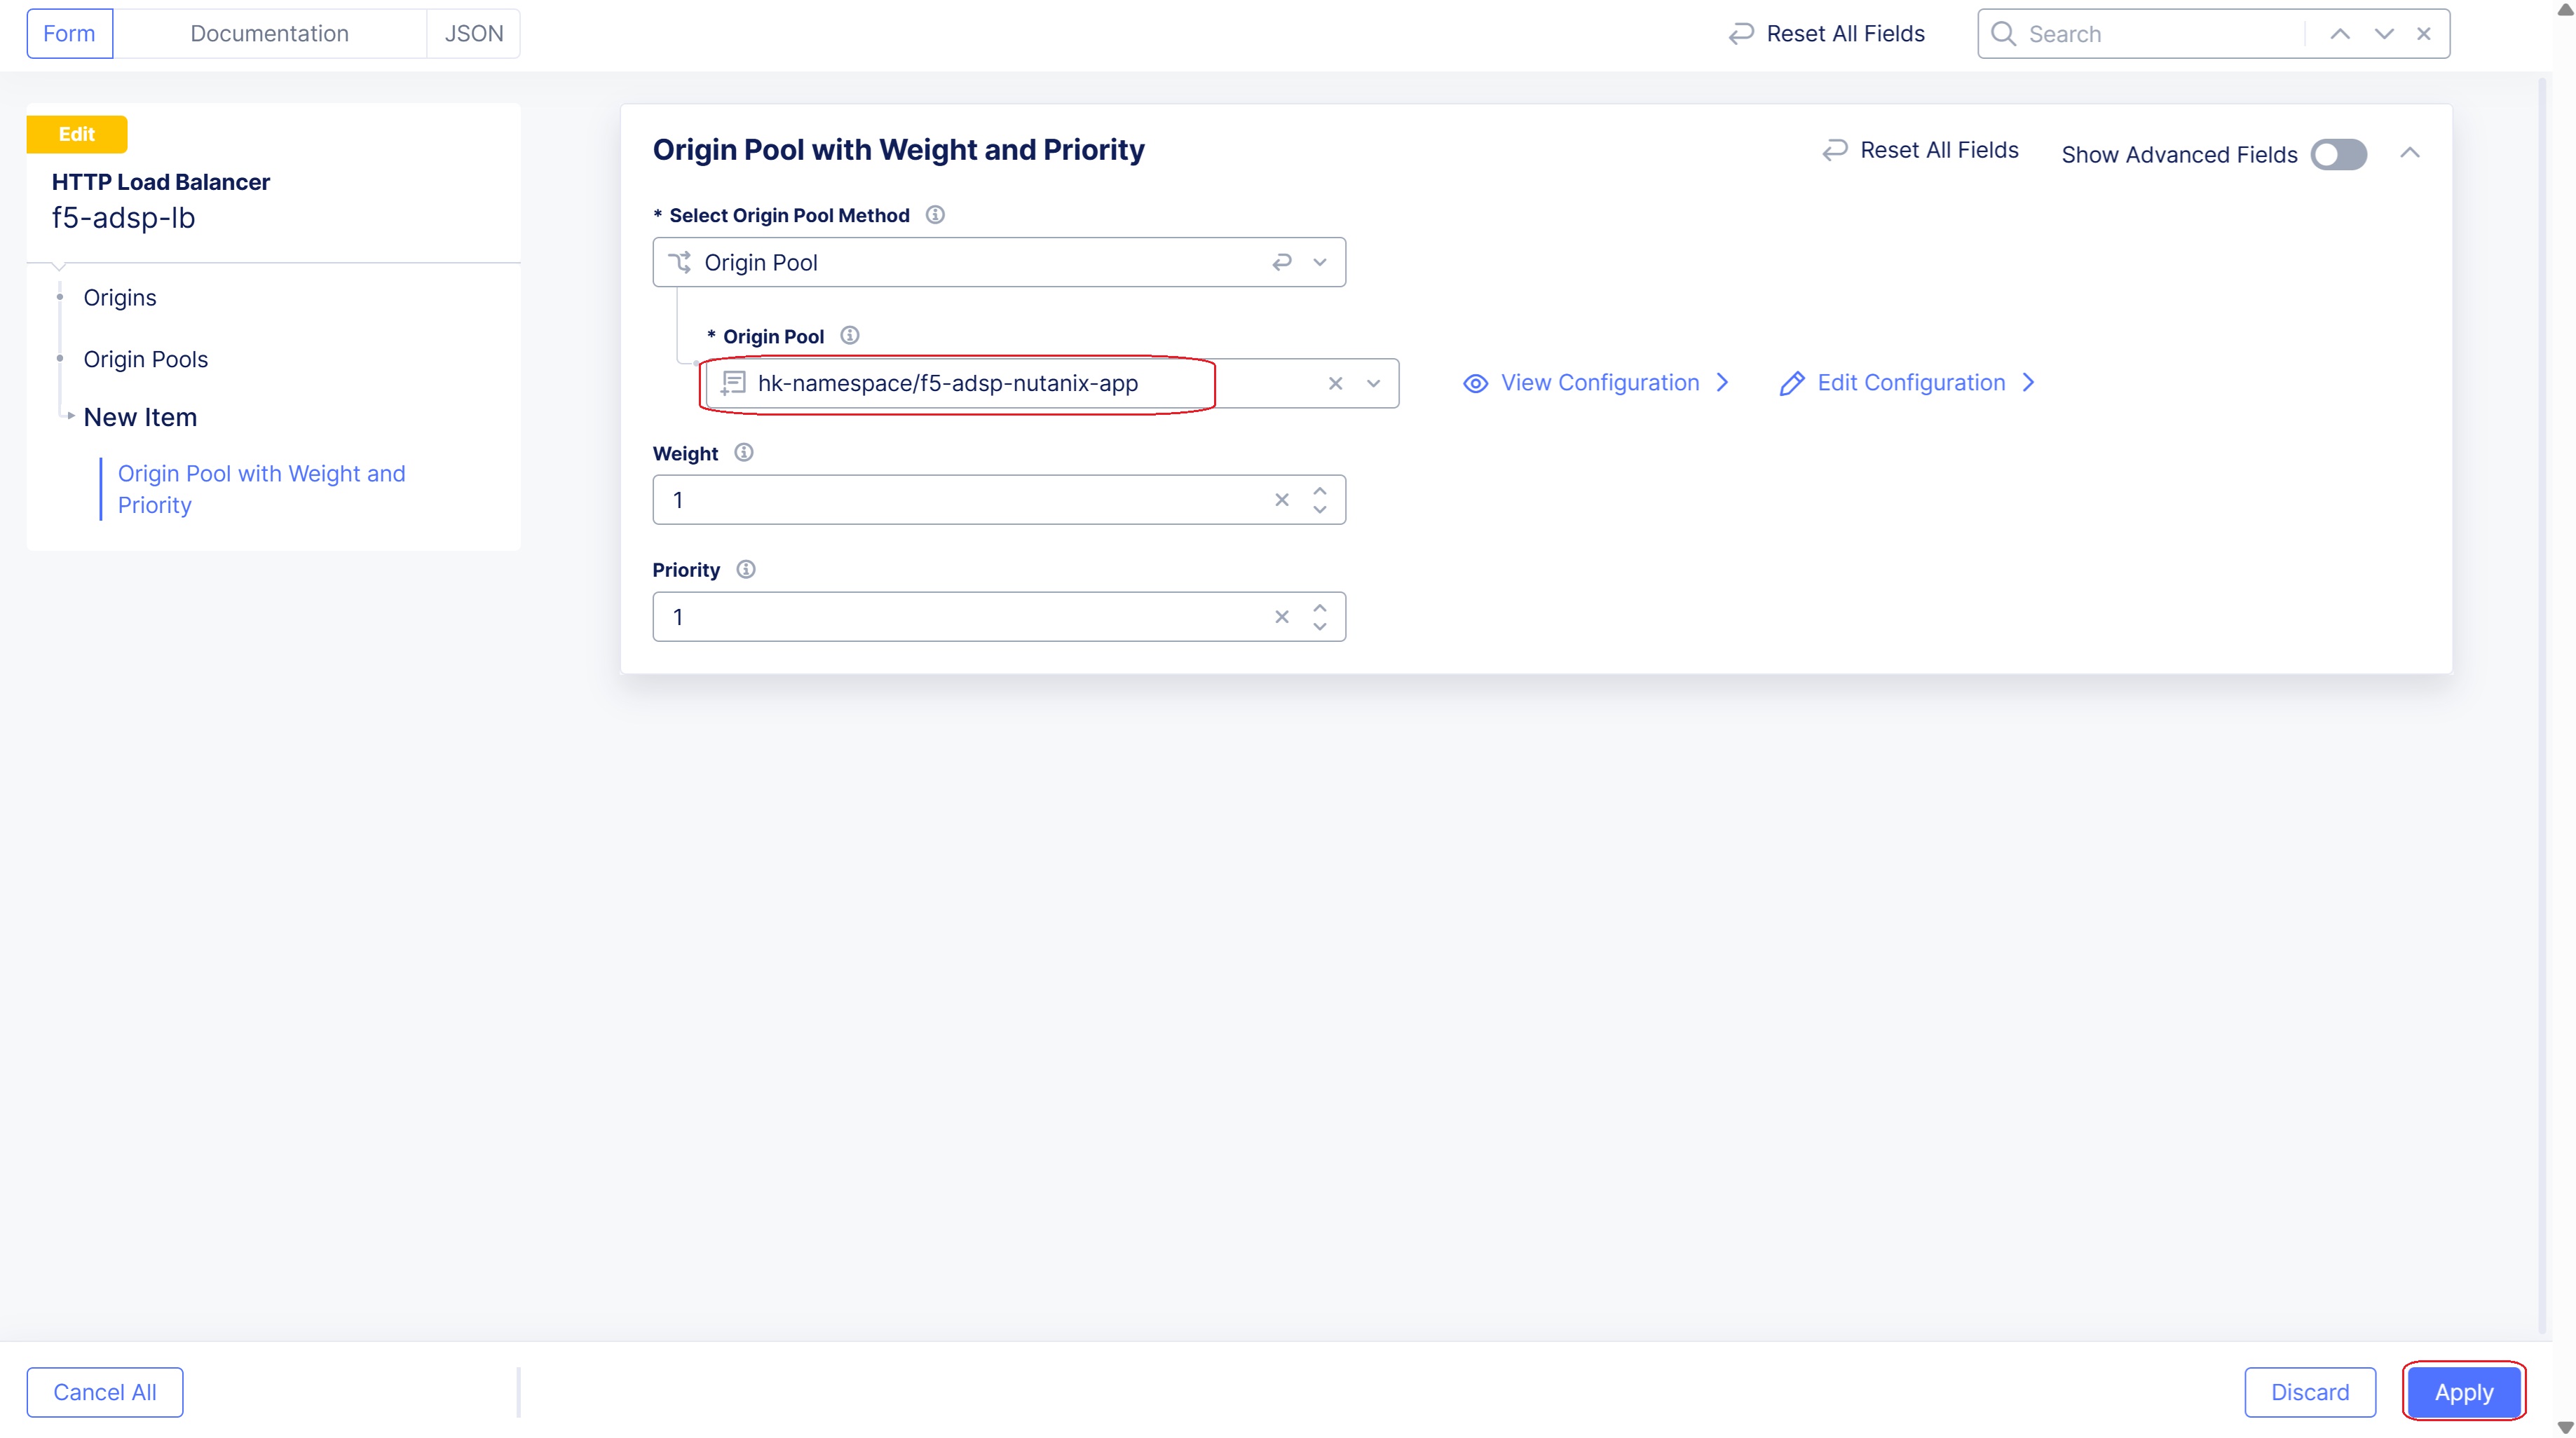 Form
Documentation
JSON
Reset All Fields
Search
Edit
HTTP Load Balancer
f5-adsp-lb
Origins
Origin Pools
New Item
Origin Pool with Weight and
Priority
Origin Pool with Weight and Priority
Reset All Fields
Show Advanced Fields
* Select Origin Pool Method
Origin Pool
* Origin Pool
hk-namespace/f5-adsp-nutanix-app
View Configuration
Edit Configuration
Weight
1
Priority
1
Cancel All
Discard
Apply